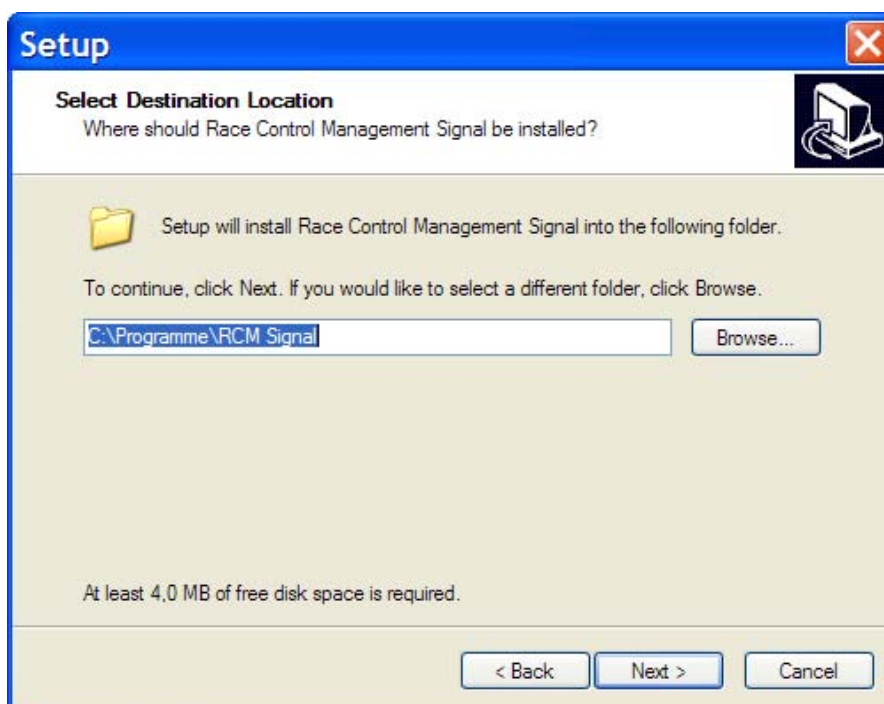 Setup
Select Destination Location
Where should Race Control Management Signal be installed?
Setup will install Race Control Management Signal into the following folder.
To continue, click Next. If you would like to select a different folder, click Browse.
C:\Programme\RCM Signal
Browse...
At least 4,0 MB of free disk space is required.
< Back
Next >
Cancel